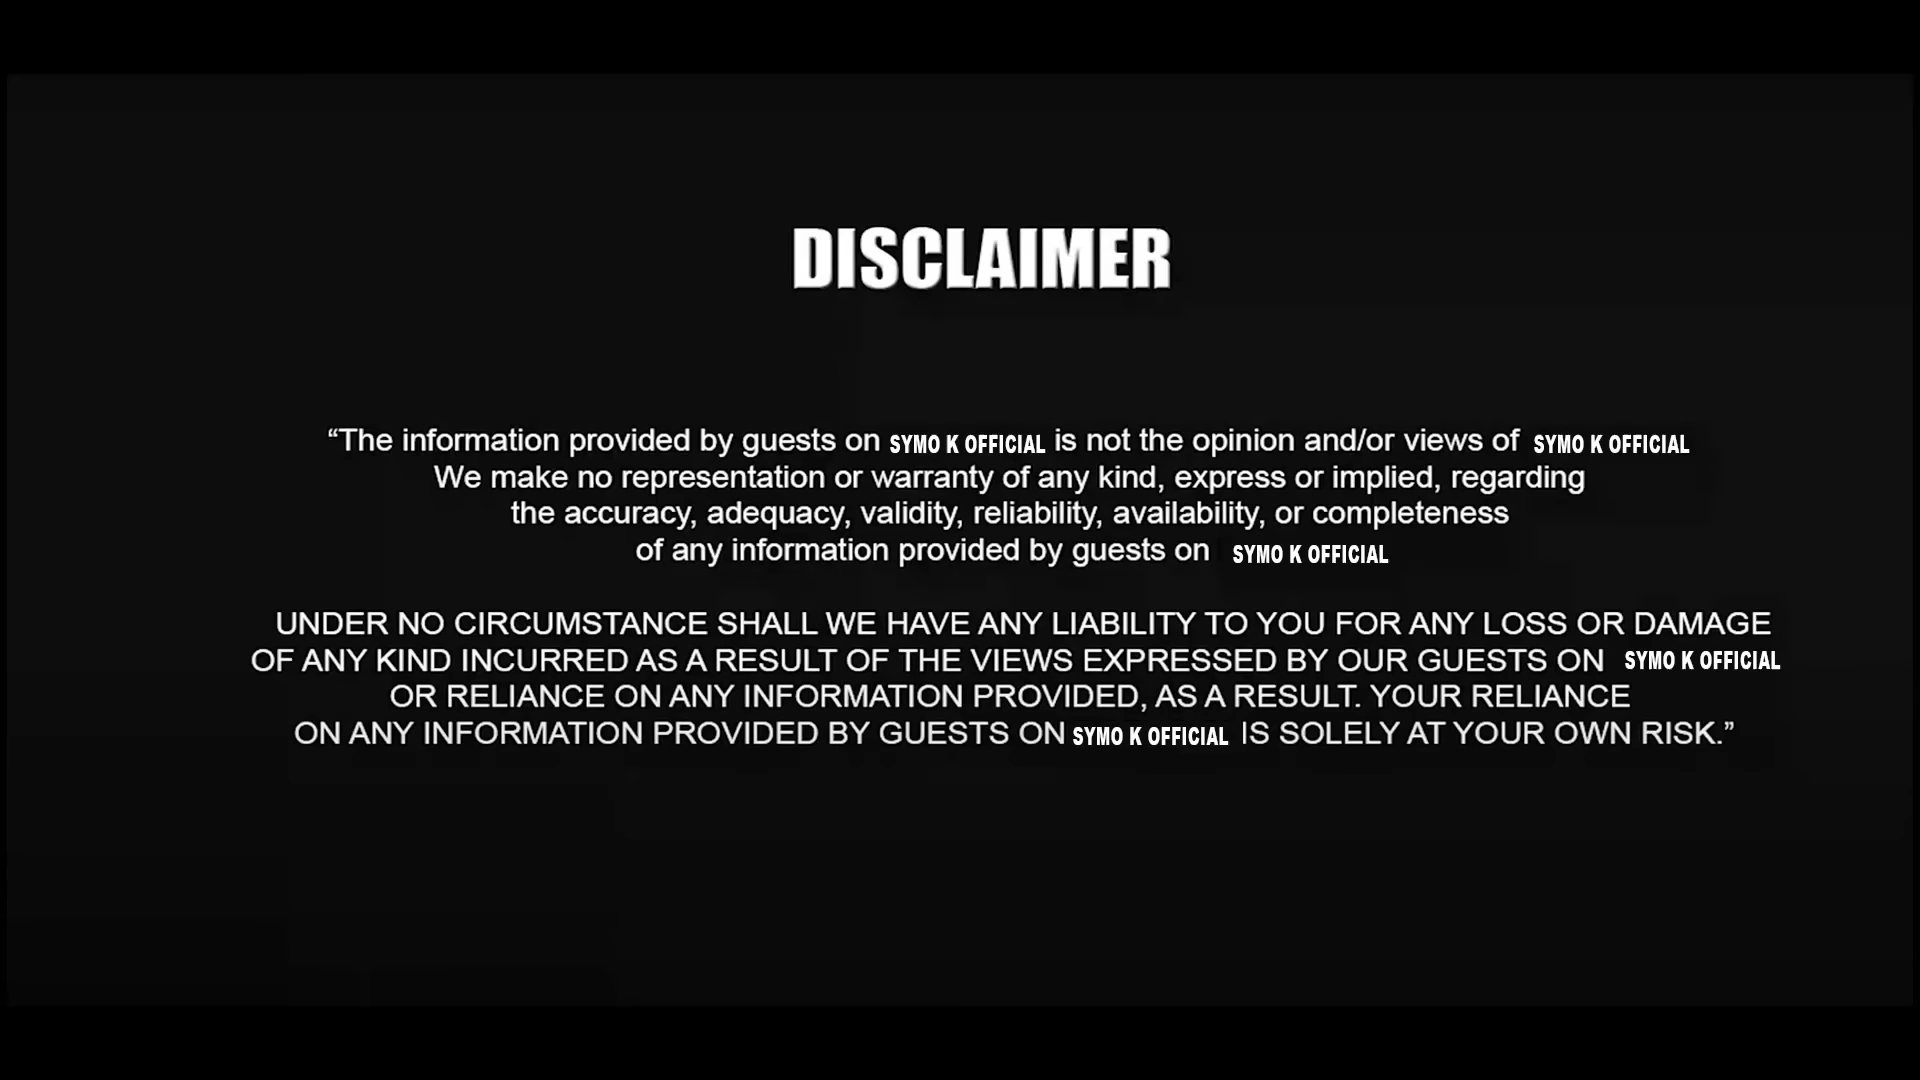 DISCLAIMER
“The information provided by guests on SYMO K OFFICIAL is not the opinion and/or views of SYMO K OFFICIAL
We make no representation or warranty of any kind, express or implied, regarding
the accuracy, adequacy, validity, reliability, availability, or completeness
of any information provided by guests on SYMO K OFFICIAL
UNDER NO CIRCUMSTANCE SHALL WE HAVE ANY LIABILITY TO YOU FOR ANY LOSS OR DAMAGE
OF ANY KIND INCURRED AS A RESULT OF THE VIEWS EXPRESSED BY OUR GUESTS ON SYMO K OFFICIAL
OR RELIANCE ON ANY INFORMATION PROVIDED, AS A RESULT. YOUR RELIANCE
ON ANY INFORMATION PROVIDED BY GUESTS ON SYMO K OFFICIAL IS SOLELY AT YOUR OWN RISK.”